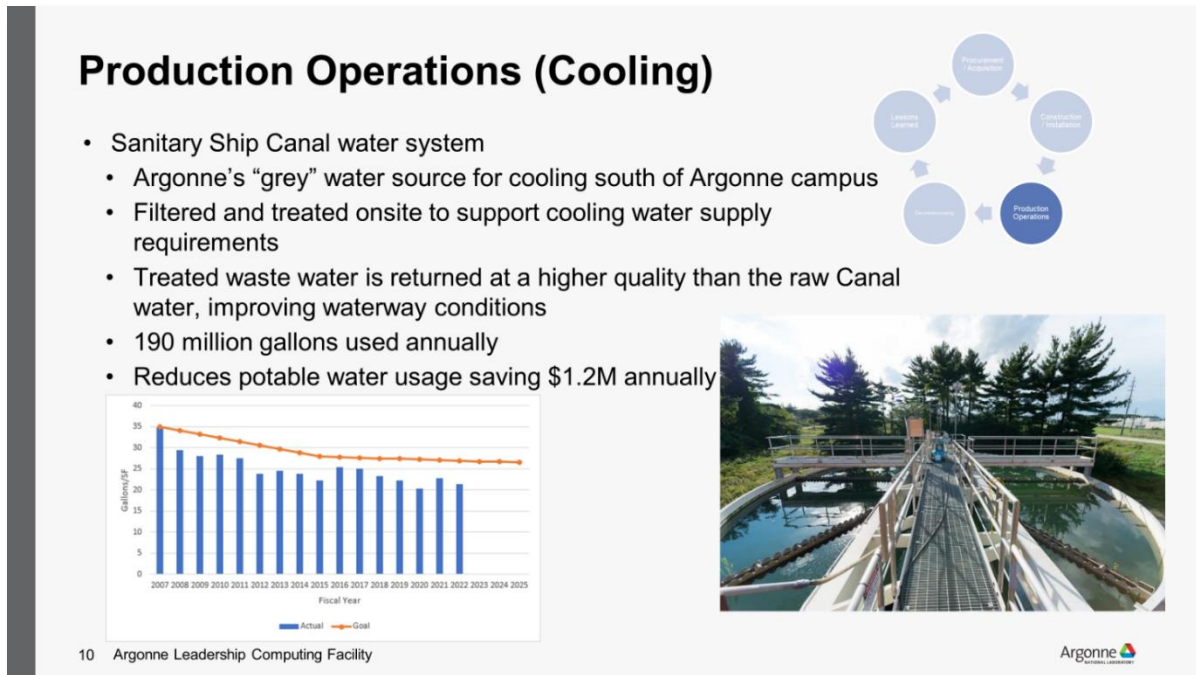 Production Operations (Cooling)
Procurement
/ Acquisition
Lessons
Learned
Construction
/ Installation
Production
Operations
• Sanitary Ship Canal water system
• Argonne’s “grey” water source for cooling south of Argonne campus
• Filtered and treated onsite to support cooling water supply
requirements
• Treated waste water is returned at a higher quality than the raw Canal
water, improving waterway conditions
• 190 million gallons used annually
• Reduces potable water usage saving $1.2M annually
40
35
30
25
20
15
10
5
0
Gallons/SF
2007 2008 2009 2010 2011 2012 2013 2014 2015 2016 2017 2018 2019 2020 2021 2022 2023 2024 2025
Fiscal Year
Actual Goal
10 Argonne Leadership Computing Facility
Argonne
NATIONAL LABORATORY